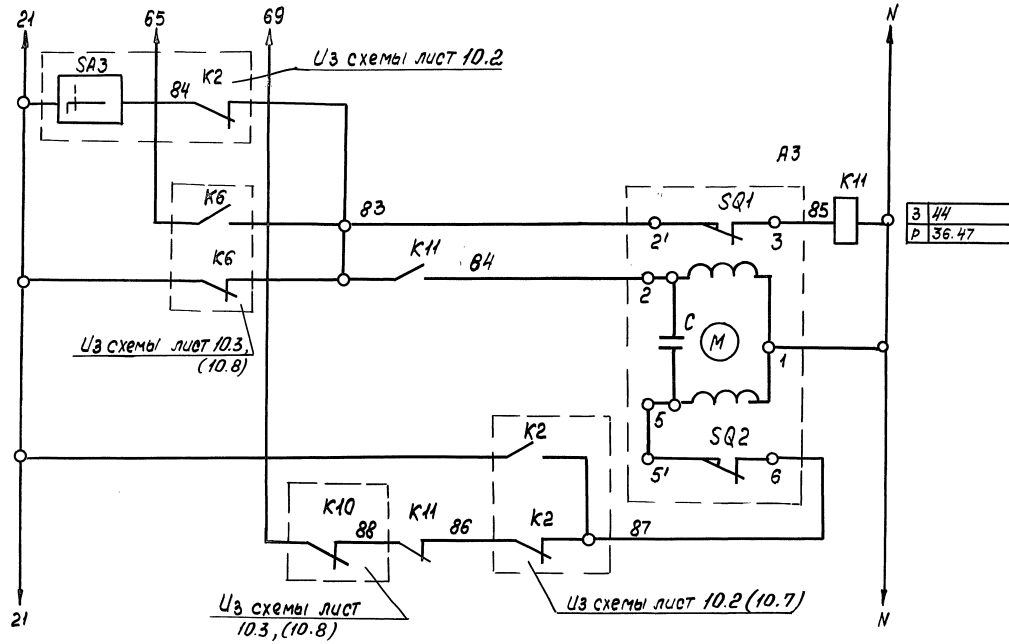 21 65 69 N
SA3
84 K2
Из схемы лист 10.2
A3
K6
83
SQ1
85 K11
2' 3
3 44
P 36.47
K6
K11
84
2
C M
1
Из схемы лист 10.3,
(10.8)
5
K2
SQ2
5' 6
K10
88 K11 86 K2
87
Из схемы лист
10.3, (10.8)
Из схемы лист 10.2 (10.7)
21 N